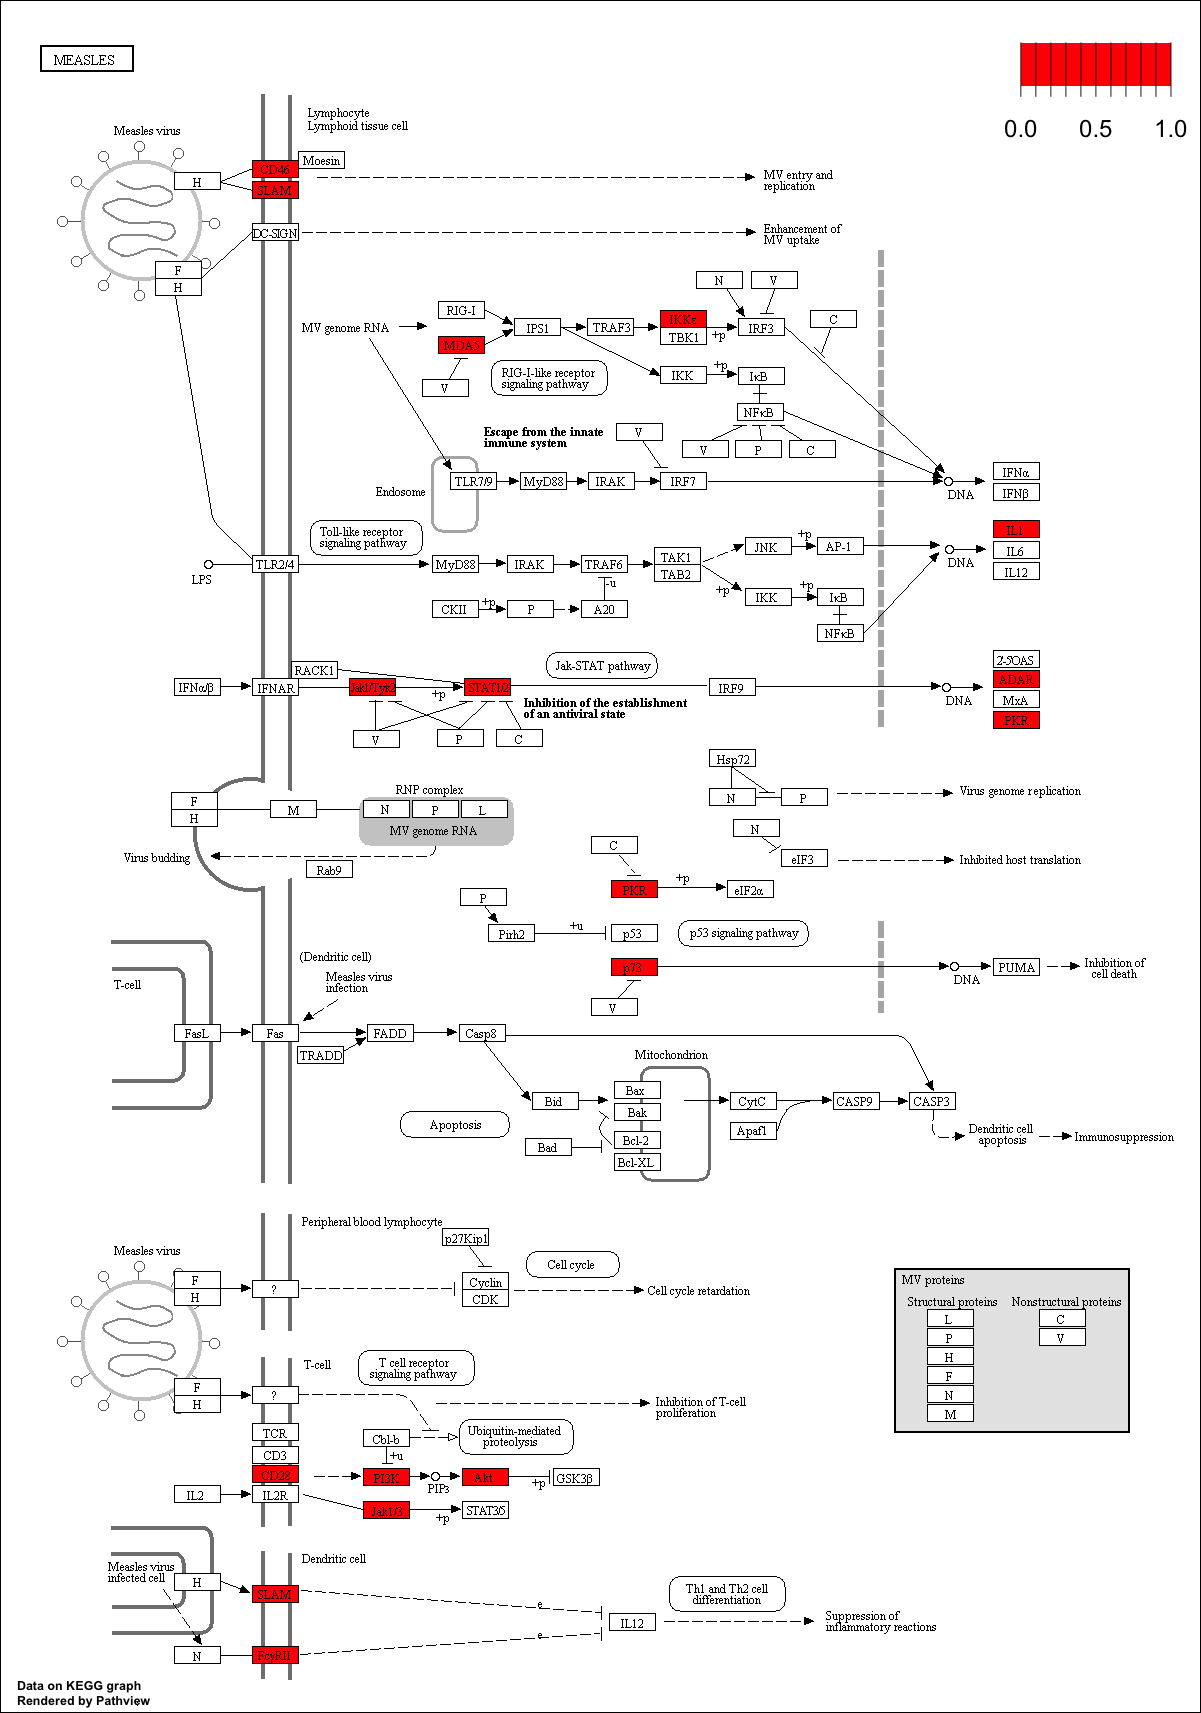 MEASLES
0.0 0.5 1.0
Lymphocyte
Lymphoid tissue cell
Measles virus
Moesin
CD46
H
SLAM
MV entry and
replication
DC-SIGN
Enhancement of
MV uptake
F
H
N
V
RIG-I
MV genome RNA
IPS1
TRAF3
IKKε
TBK1
+p
IRF3
C
MDA5
V
RIG-I-like receptor
signaling pathway
IKK
+p
IκB
NFκB
Escape from the innate
immune system
V
V
P
C
Endosome
TLR7/9
MyD88
IRAK
IRF7
DNA
IFNα
IFNβ
Toll-like receptor
signaling pathway
LPS
TLR2/4
MyD88
IRAK
TRAF6
TAK1
TAB2
JNK
+p
AP-1
DNA
IL1
IL6
IL12
-u
+p
IKK
+p
IκB
NFκB
CKII
+p
P
A20
Jak-STAT pathway
RACK1
IFNα/β
IFNAR
Jak1/Tyk2
+p
STAT1/2
IRF9
DNA
2'-5'OAS
ADAR
MxA
PKR
Inhibition of the establishment
of an antiviral state
V
P
C
Hsp72
N
P
Virus genome replication
RNP complex
F
H
M
N
P
L
MV genome RNA
Virus budding
Rab9
N
eIF3
Inhibited host translation
C
PKR
+p
eIF2α
P
Pirh2
+u
p53
p53 signaling pathway
p73
V
DNA
PUMA
Inhibition of
cell death
T-cell
(Dendritic cell)
Measles virus
infection
FasL
Fas
FADD
TRADD
Casp8
Mitochondrion
Bid
Bax
Bak
Bcl-2
Bcl-XL
Bad
CytC
Apaf1
CASP9
CASP3
Apoptosis
Dendritic cell
apoptosis
Immunosuppression
Peripheral blood lymphocyte
p27Kip1
Measles virus
F
H
?
Cyclin
CDK
Cell cycle
Cell cycle retardation
MV proteins
Structural proteins
Nonstructural proteins
L
P
H
F
N
M
C
V
T-cell
T cell receptor
signaling pathway
F
H
?
Inhibition of T-cell
proliferation
TCR
CD3
CD28
Cbl-b
+u
Ubiquitin-mediated
proteolysis
PI3K
PIP3
Akt
+p
GSK3β
IL2
IL2R
Jak1/3
+p
STAT3/5
Dendritic cell
Measles virus
infected cell
H
SLAM
e
IL12
Th1 and Th2 cell
differentiation
Suppression of
inflammatory reactions
N
FcγRII
e
Data on KEGG graph
Rendered by Pathview